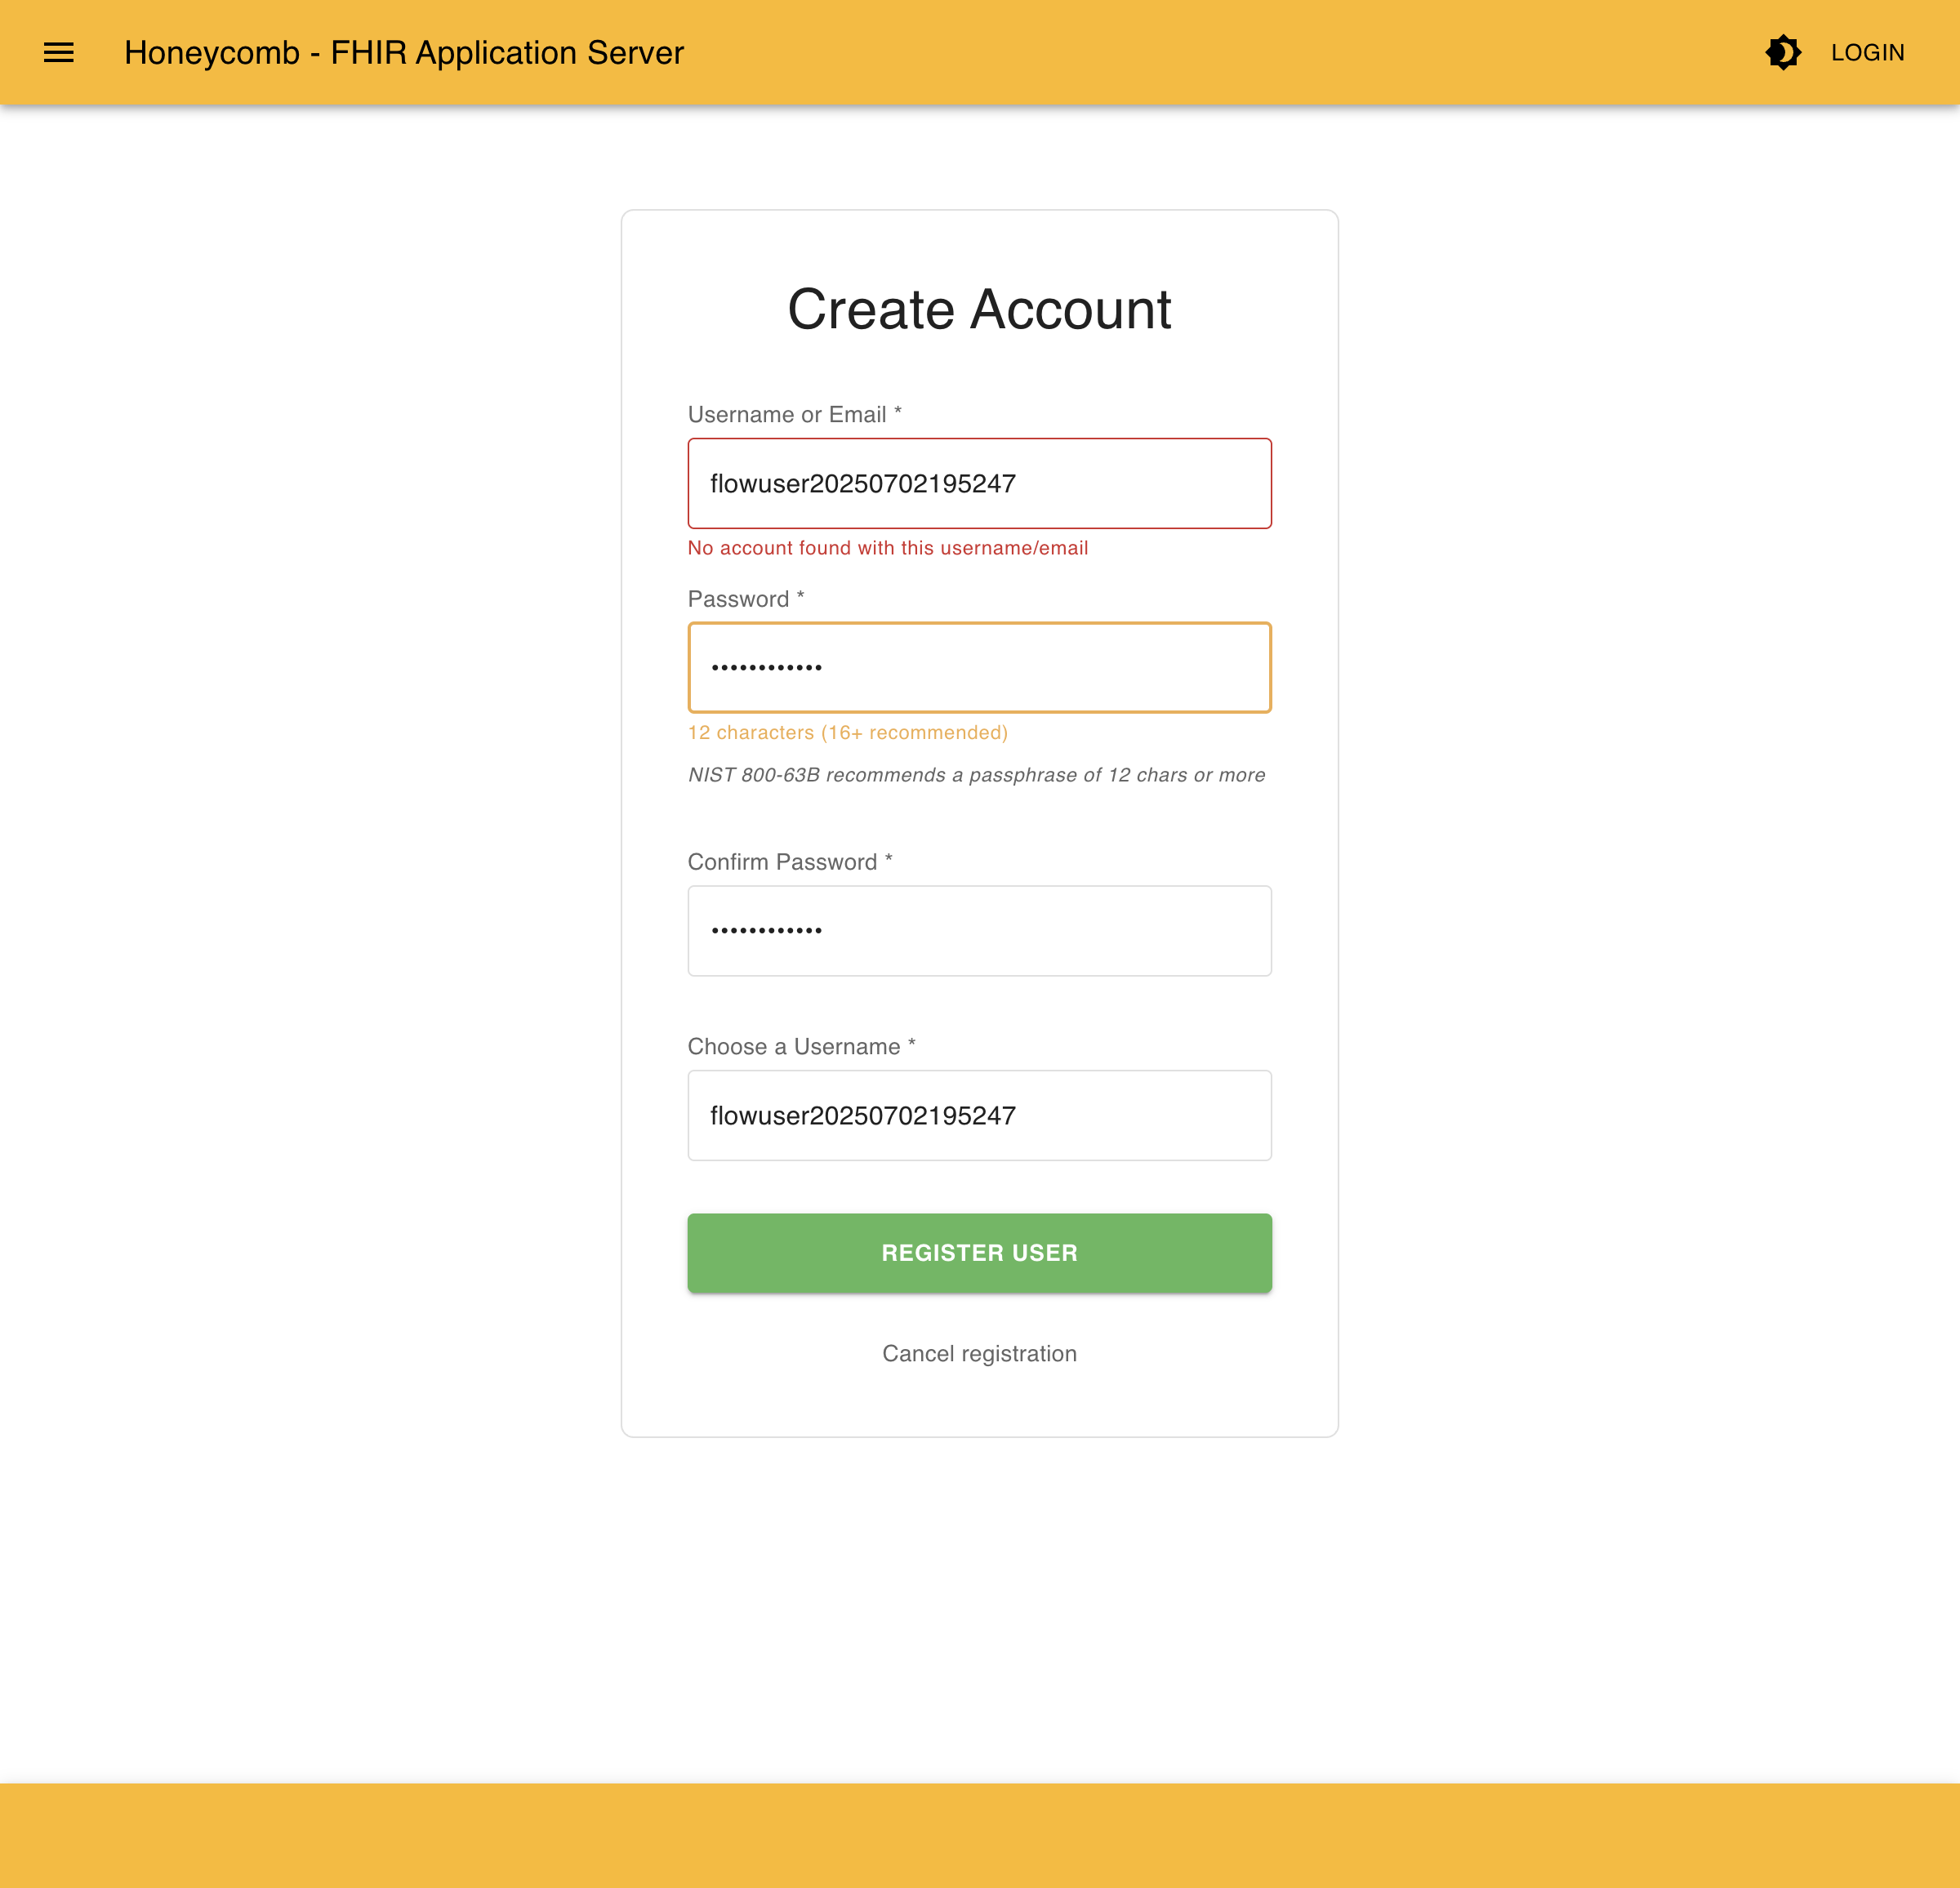 Honeycomb - FHIR Application Server
LOGIN
Create Account
Username or Email *
flowuser20250702195247
No account found with this username/email
Password *
••••••••••••
12 characters (16+ recommended)
NIST 800-63B recommends a passphrase of 12 chars or more
Confirm Password *
••••••••••••
Choose a Username *
flowuser20250702195247
REGISTER USER
Cancel registration